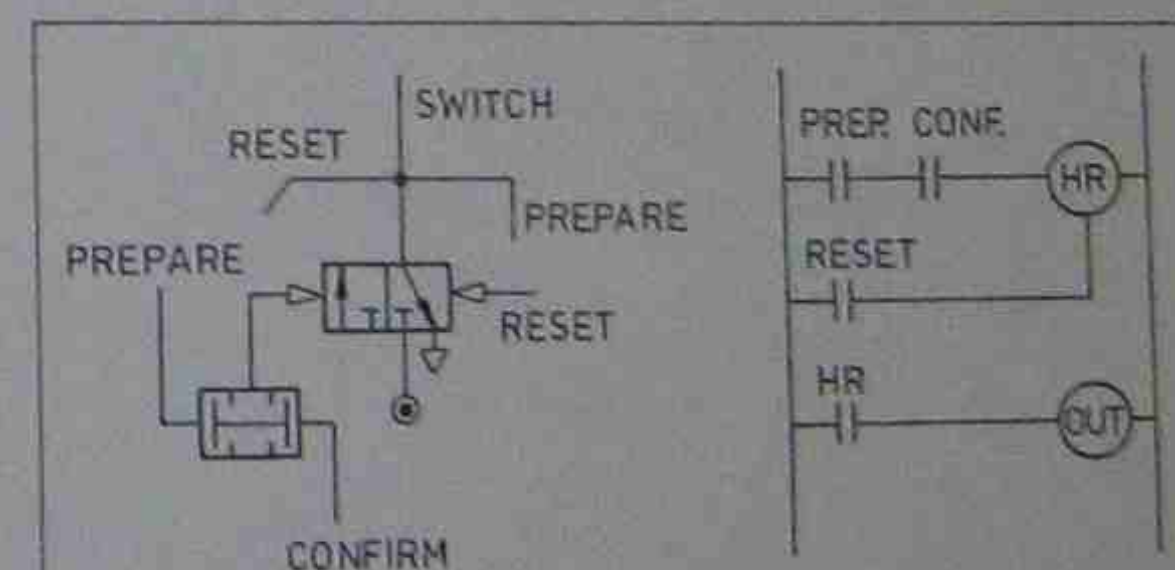 SWITCH
RESET
PREPARE
PREPARE
RESET
CONFIRM
PREP. CONF.
HR
RESET
HR
OUT